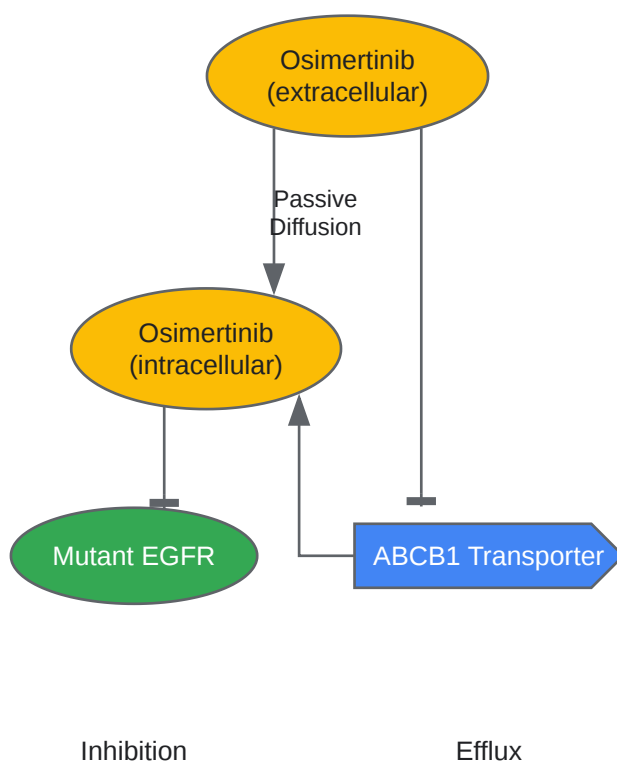 Osimertinib
(extracellular)
Passive
Diffusion
Osimertinib
(intracellular)
Mutant EGFR
ABCB1 Transporter
Inhibition
Efflux